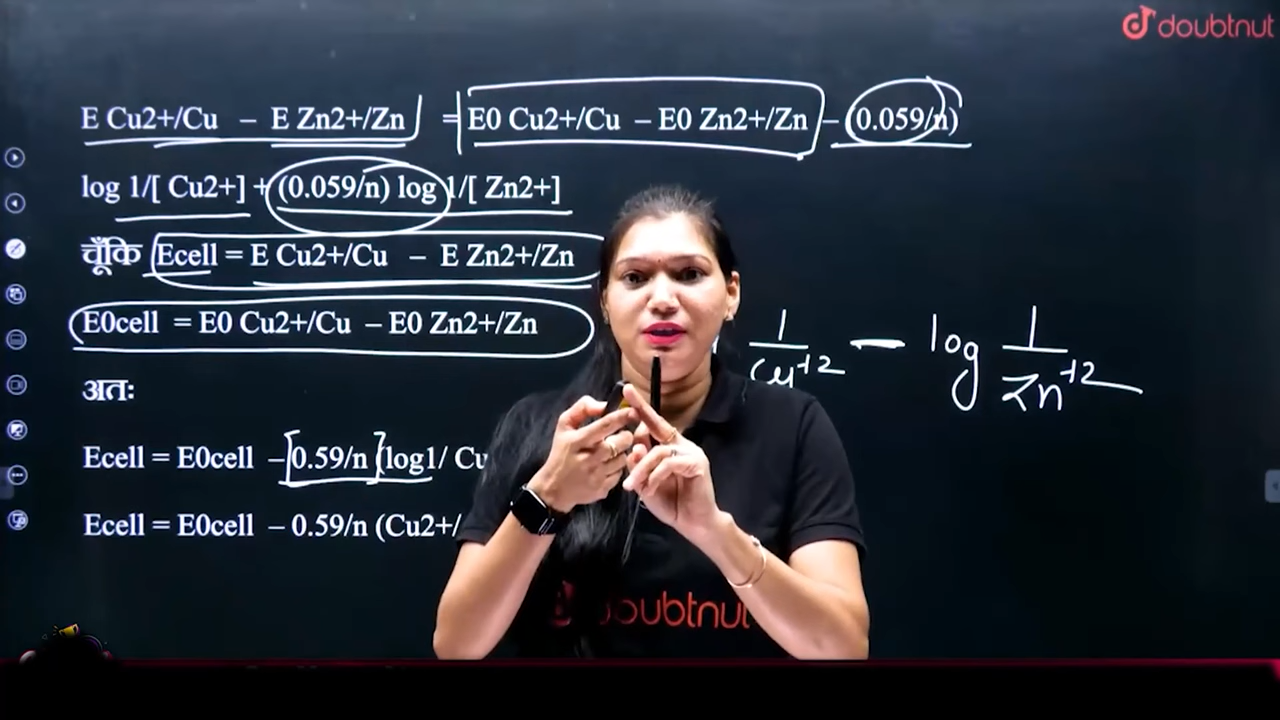 doubtnut
E Cu2+/Cu – E Zn2+/Zn = E0 Cu2+/Cu – E0 Zn2+/Zn – (0.059/n)
log 1/[ Cu2+] + (0.059/n) log 1/[ Zn2+]
चूँकि Ecell = E Cu2+/Cu – E Zn2+/Zn
E0cell = E0 Cu2+/Cu – E0 Zn2+/Zn
1/Cu+2 – log 1/Zn+2
अतः
Ecell = E0cell – [0.59/n] (log1/ Cu
Ecell = E0cell – 0.59/n (Cu2+/
doubtnut